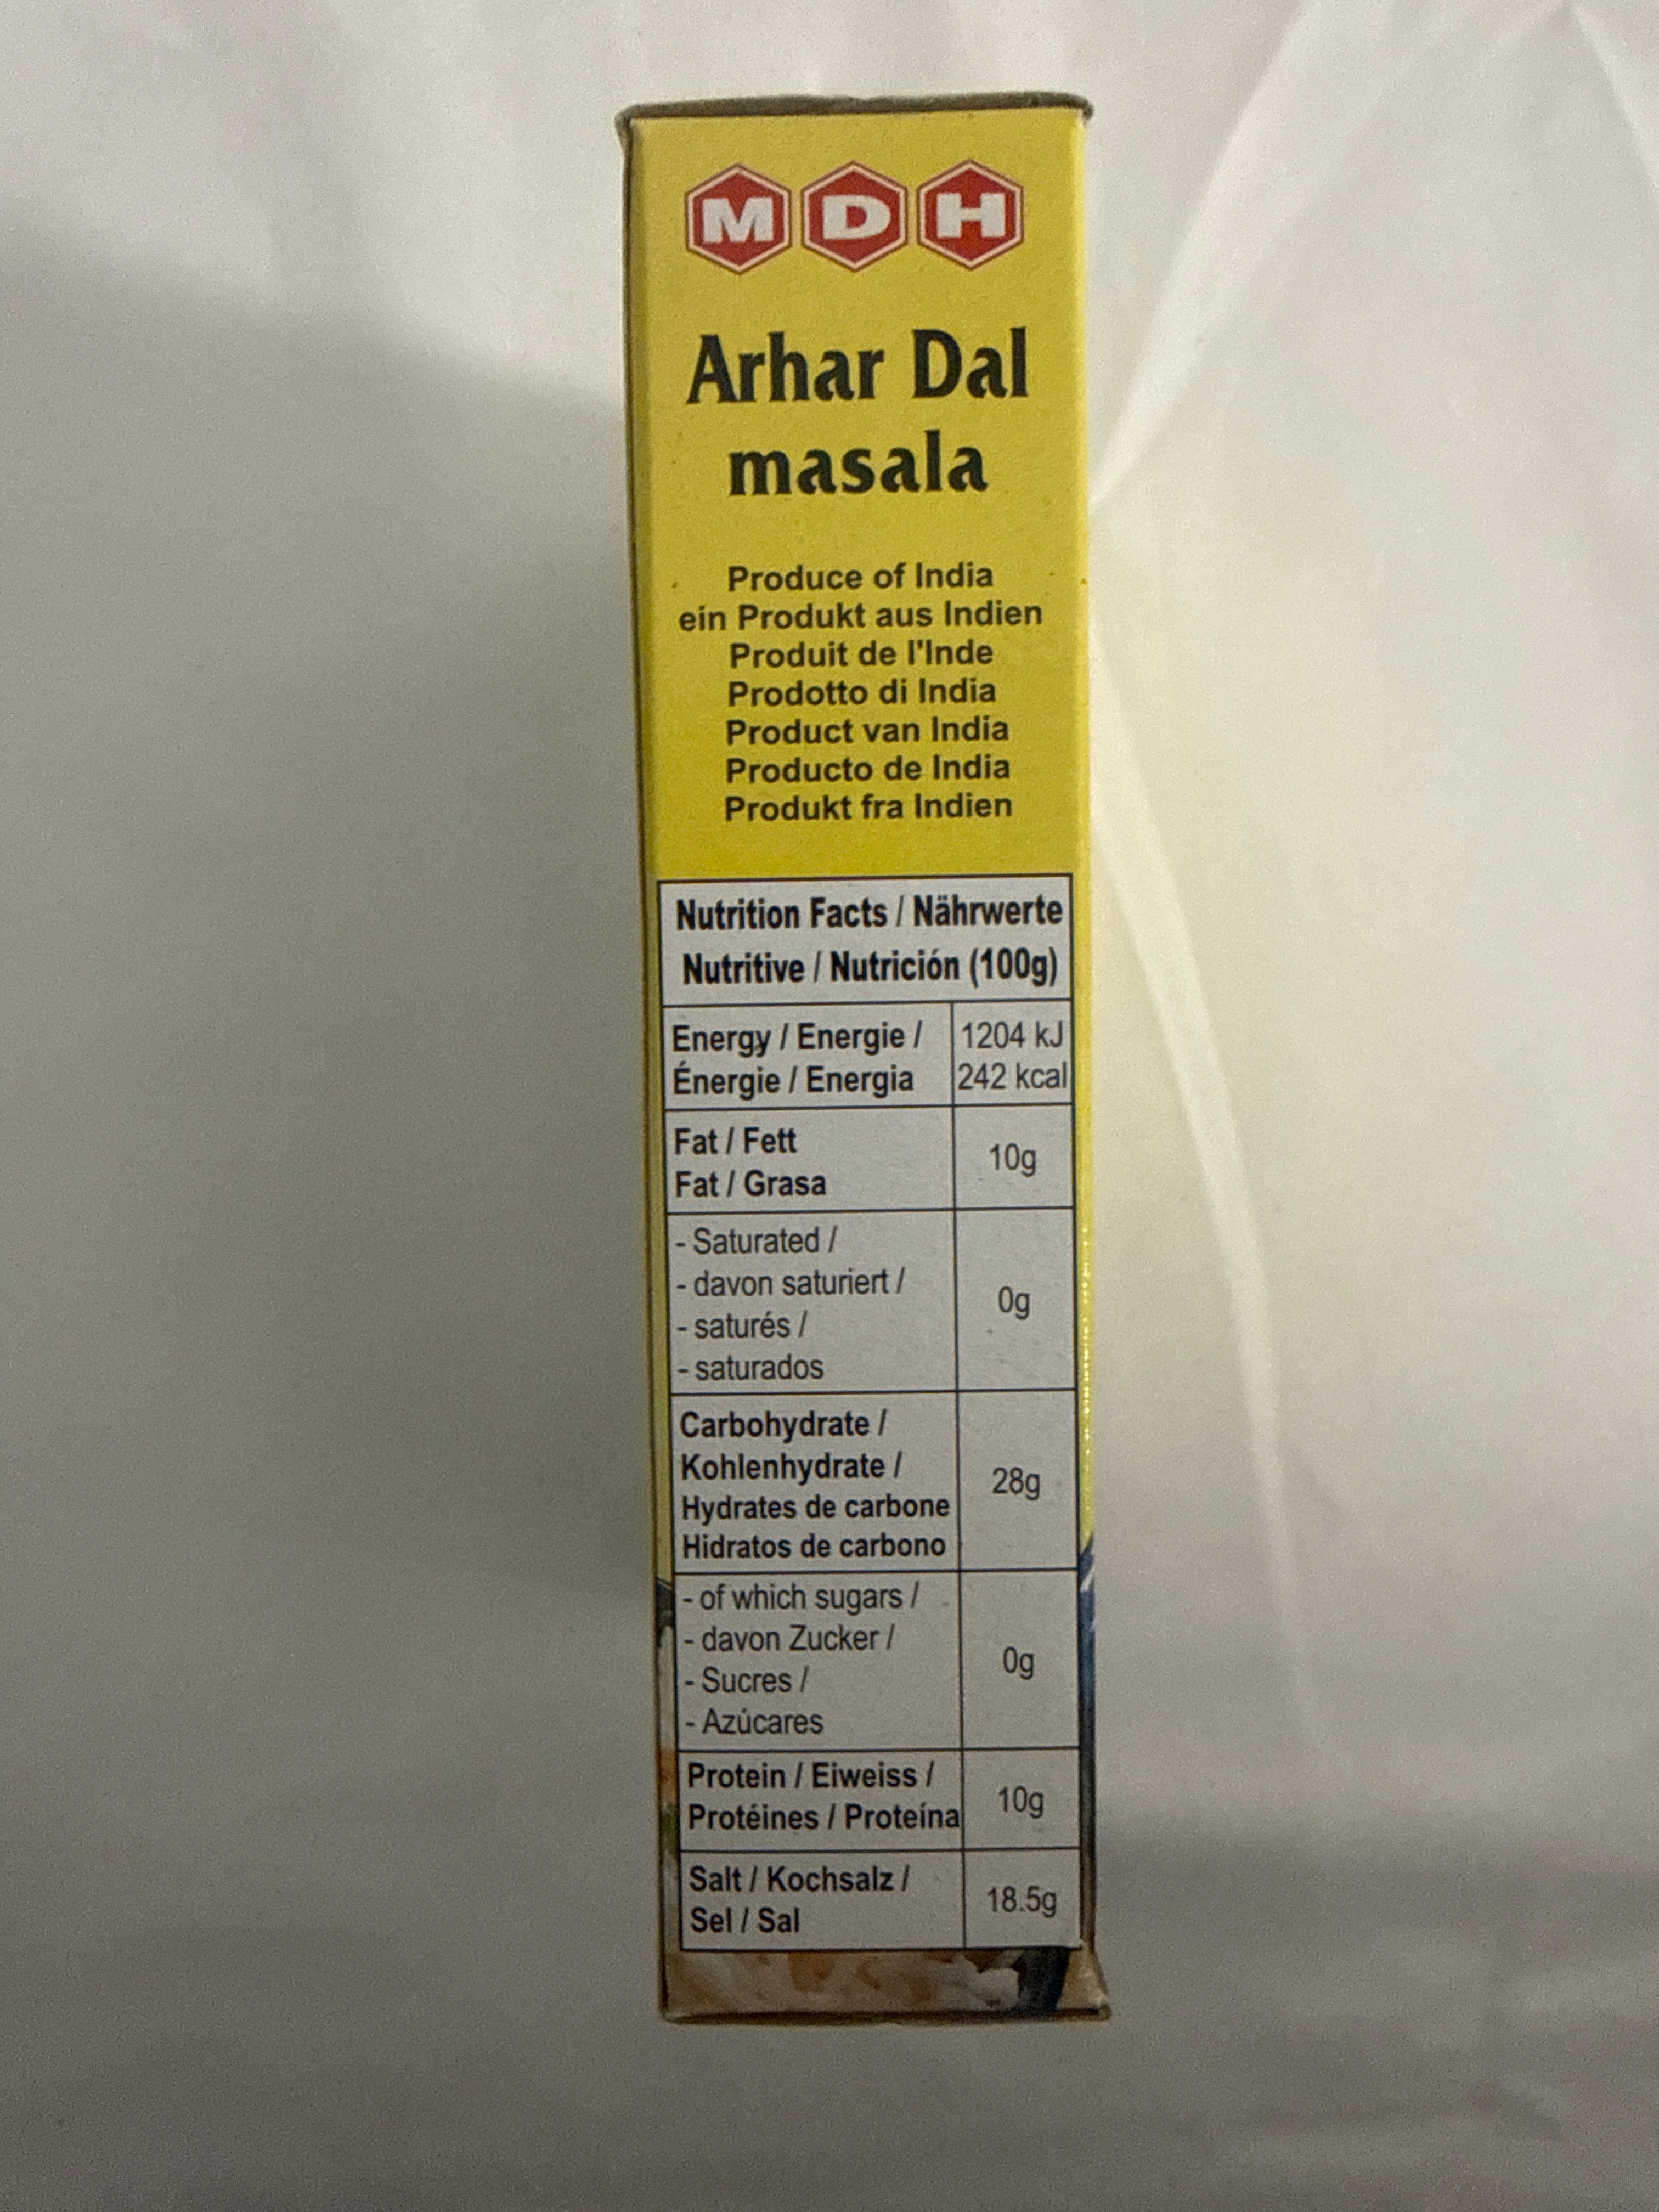 MDH
Arhar Dal
masala
Produce of India
ein Produkt aus Indien
Produit de l'Inde
Prodotto di India
Product van India
Producto de India
Produkt fra Indien
Nutrition Facts / Nährwerte
Nutritive / Nutrición (100g)
Energy / Energie / 1204 kJ
Énergie / Energia 242 kcal
Fat / Fett
Fat / Grasa
10g
- Saturated /
- davon saturiert /
- saturés /
- saturados
0g
Carbohydrate /
Kohlenhydrate /
Hydrates de carbone
Hidratos de carbono
28g
- of which sugars /
- davon Zucker /
- Sucres /
- Azúcares
0g
Protein / Eiweiss /
Protéines / Proteína
10g
Salt / Kochsalz /
Sel / Sal
18.5g